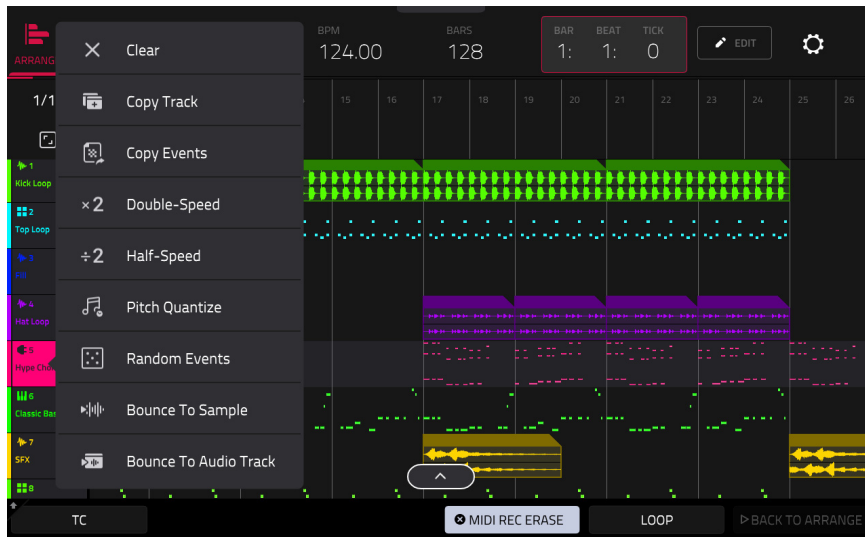 BPM
BARS
BAR BEAT TICK
124.00
128
1: 1: 0
EDIT
ARRANG
Clear
1/1
15 16 17 18 19 20 21 22 23 24 25 26
Copy Track
Copy Events
1
Kick Loop
×2 Double-Speed
2
Top Loop
÷2 Half-Speed
3
Pitch Quantize
4
Hat Loop
Random Events
5
Hype Cho
6
Classic Bas
Bounce To Sample
7
SFX
Bounce To Audio Track
8
TC
MIDI REC ERASE
LOOP
BACK TO ARRANGE